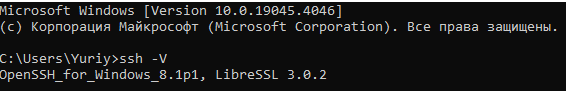 Microsoft Windows [Version 10.0.19045.4046]
(c) Корпорация Майкрософт (Microsoft Corporation). Все права защищены.
C:\Users\Yuriy>ssh -V
OpenSSH_for_Windows_8.1p1, LibreSSL 3.0.2